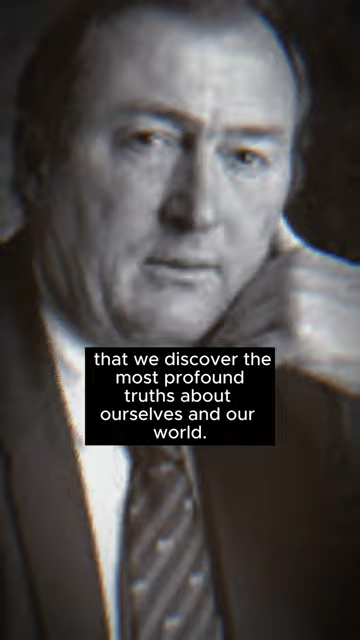 that we discover the
most profound
truths about
ourselves and our
world.